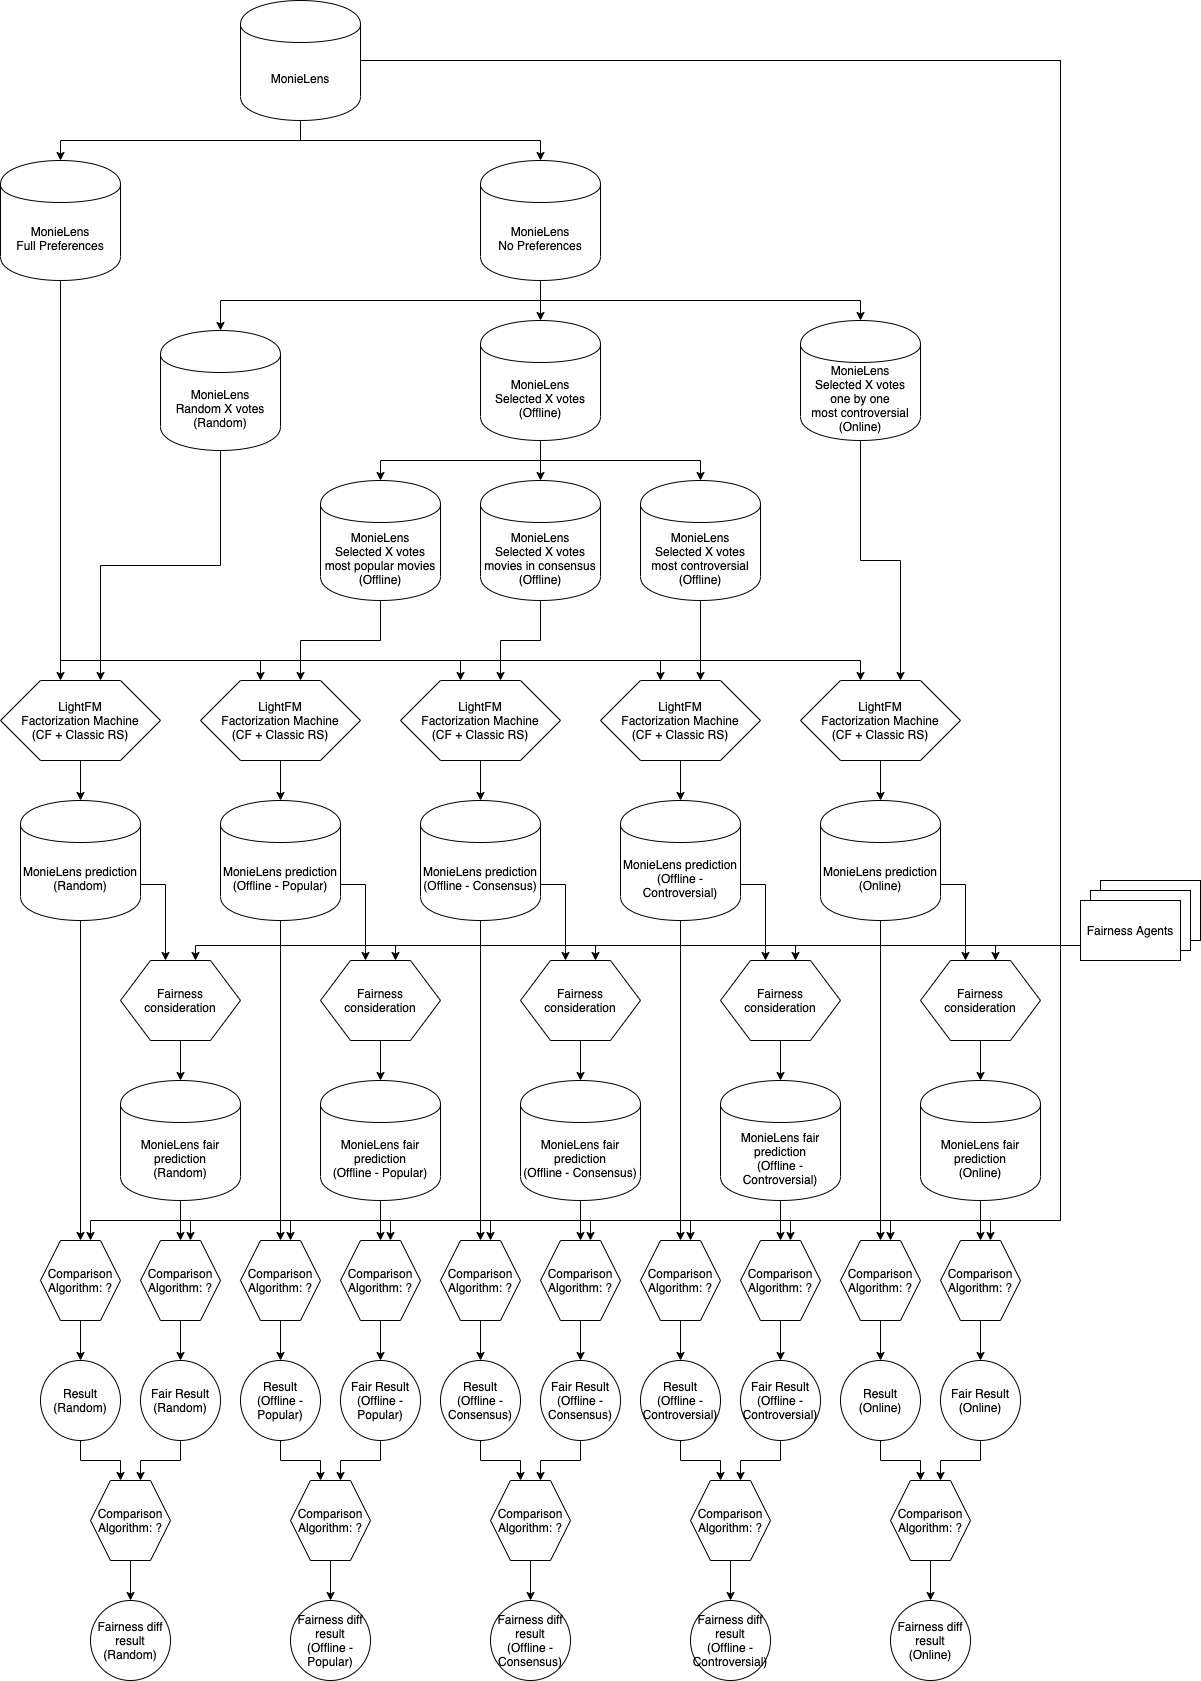 MonieLens
MonieLens
Full Preferences
MonieLens
No Preferences
MonieLens
Random X votes
(Random)
MonieLens
Selected X votes
(Offline)
MonieLens
Selected X votes
one by one
most controversial
(Online)
MonieLens
Selected X votes
most popular movies
(Offline)
MonieLens
Selected X votes
movies in consensus
(Offline)
MonieLens
Selected X votes
most controversial
(Offline)
LightFM
Factorization Machine
(CF + Classic RS)
LightFM
Factorization Machine
(CF + Classic RS)
LightFM
Factorization Machine
(CF + Classic RS)
LightFM
Factorization Machine
(CF + Classic RS)
LightFM
Factorization Machine
(CF + Classic RS)
MonieLens prediction
(Random)
MonieLens prediction
(Offline - Popular)
MonieLens prediction
(Offline - Consensus)
MonieLens prediction
(Offline -
Controversial)
MonieLens prediction
(Online)
Fairness Agents
Fairness
consideration
Fairness
consideration
Fairness
consideration
Fairness
consideration
Fairness
consideration
MonieLens fair
prediction
(Random)
MonieLens fair
prediction
(Offline - Popular)
MonieLens fair
prediction
(Offline - Consensus)
MonieLens fair
prediction
(Offline -
Controversial)
MonieLens fair
prediction
(Online)
Comparison
Algorithm: ?
Comparison
Algorithm: ?
Comparison
Algorithm: ?
Comparison
Algorithm: ?
Comparison
Algorithm: ?
Comparison
Algorithm: ?
Comparison
Algorithm: ?
Comparison
Algorithm: ?
Comparison
Algorithm: ?
Comparison
Algorithm: ?
Result
(Random)
Fair Result
(Random)
Result
(Offline -
Popular)
Fair Result
(Offline -
Popular)
Result
(Offline -
Consensus)
Fair Result
(Offline -
Consensus)
Result
(Offline -
Controversial)
Fair Result
(Offline -
Controversial)
Result
(Online)
Fair Result
(Online)
Comparison
Algorithm: ?
Comparison
Algorithm: ?
Comparison
Algorithm: ?
Comparison
Algorithm: ?
Comparison
Algorithm: ?
Fairness diff
result
(Random)
Fairness diff
result
(Offline -
Popular)
Fairness diff
result
(Offline -
Consensus)
Fairness diff
result
(Offline -
Controversial)
Fairness diff
result
(Online)